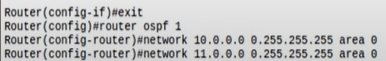 Router(config-if)#exit
Router(config)#router ospf 1
Router(config-router)#network 10.0.0.0 0.255.255.255 area 0
Router(config-router)#network 11.0.0.0 0.255.255.255 area 0